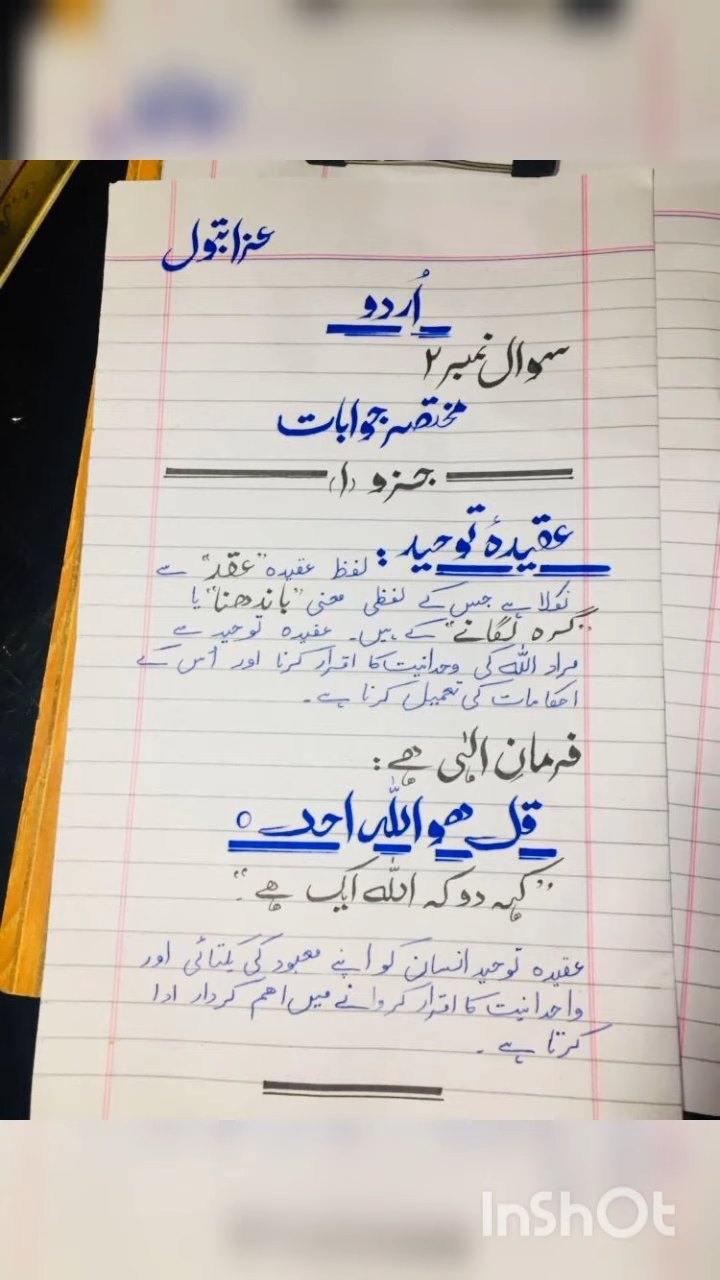 عزا بتول
اُردو
سوال نمبر ۲
مختصر جوابات
جزو (۱)
عقیدۂ توحید : لفظ عقیدہ "عقد" سے
نکلا ہے جس کے لفظی معنی "باندھنا" یا
"گرہ لگانے" کے ہیں۔ عقیدہ توحید سے
مراد اللہ کی وحدانیت کا اقرار کرنا اور اُس کے
احکامات کی تعمیل کرنا ہے۔
فرمانِ الٰہی ہے :
قل ھو اللہ احد ○
"کہہ دو کہ اللہ ایک ہے۔"
عقیدہ توحید انسان کو اپنے معبود کی یکتائی اور
واحدانیت کا اقرار کروانے میں اہم کردار ادا
کرتا ہے۔
InShOt